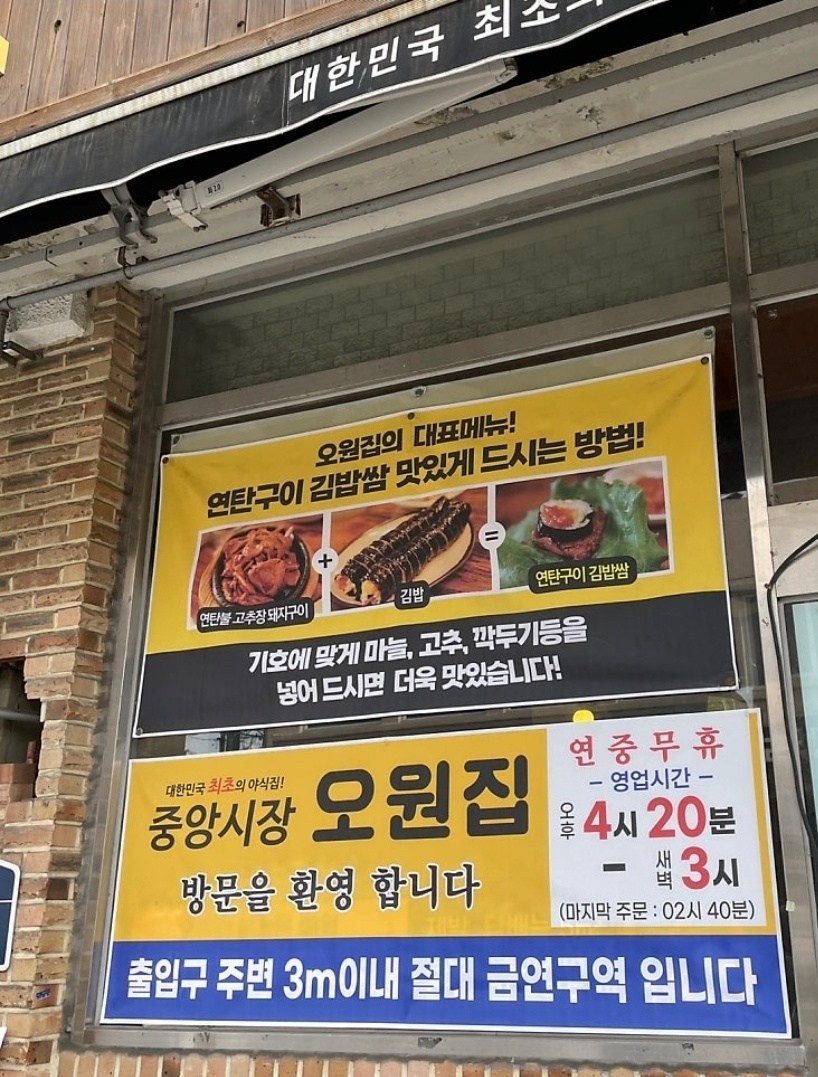 대한민국 최초의
오원집의 대표메뉴!
연탄구이 김밥쌈 맛있게 드시는 방법!
+
=
연탄불 고추장 돼지구이
김밥
연탄구이 김밥쌈
기호에 맞게 마늘, 고추, 깍두기등을
넣어 드시면 더욱 맛있습니다!
대한민국 최초의 야식집!
중앙시장 오원집
방문을 환영 합니다
연중무휴
- 영업시간 -
오후 4시 20분
- 새벽 3시
(마지막 주문 : 02시 40분)
출입구 주변 3m이내 절대 금연구역 입니다